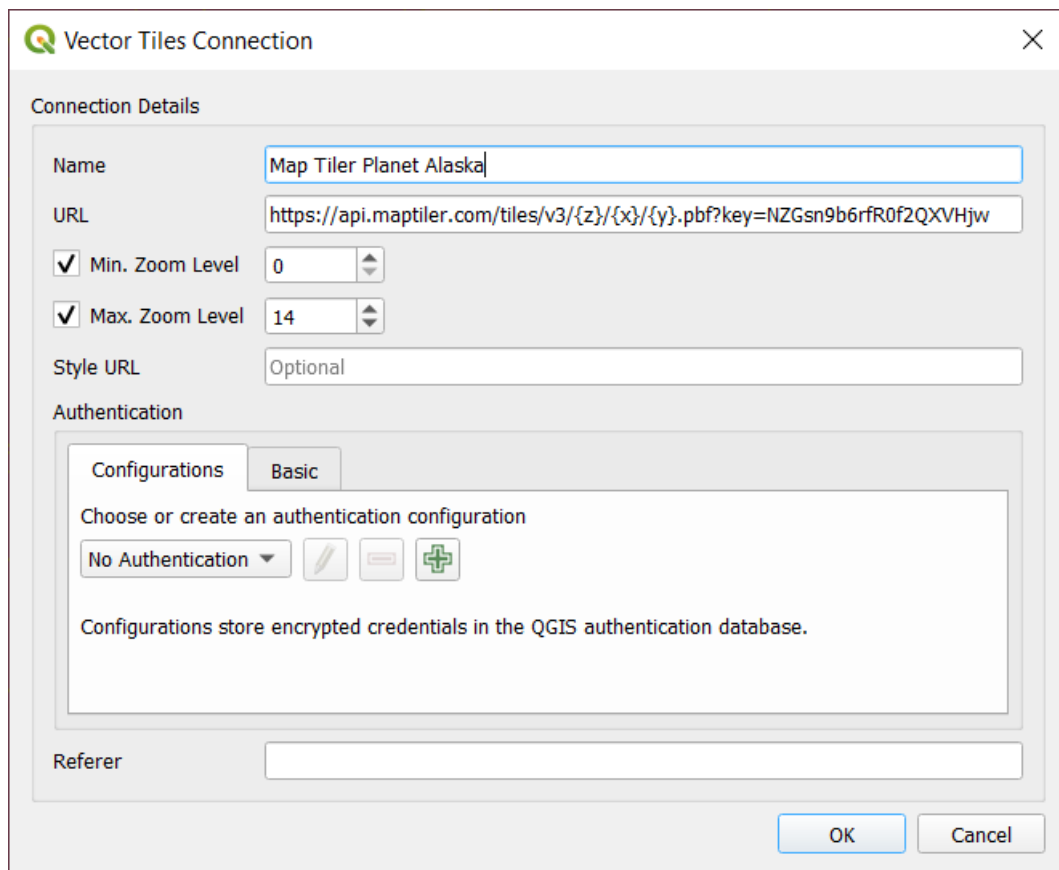 Vector Tiles Connection
Connection Details
Name Map Tiler Planet Alaska
URL https://api.maptiler.com/tiles/v3/{z}/{x}/{y}.pbf?key=NZGsn9b6rfR0f2QXVHjw
Min. Zoom Level 0
Max. Zoom Level 14
Style URL Optional
Authentication
Configurations Basic
Choose or create an authentication configuration
No Authentication
Configurations store encrypted credentials in the QGIS authentication database.
Referer
OK Cancel